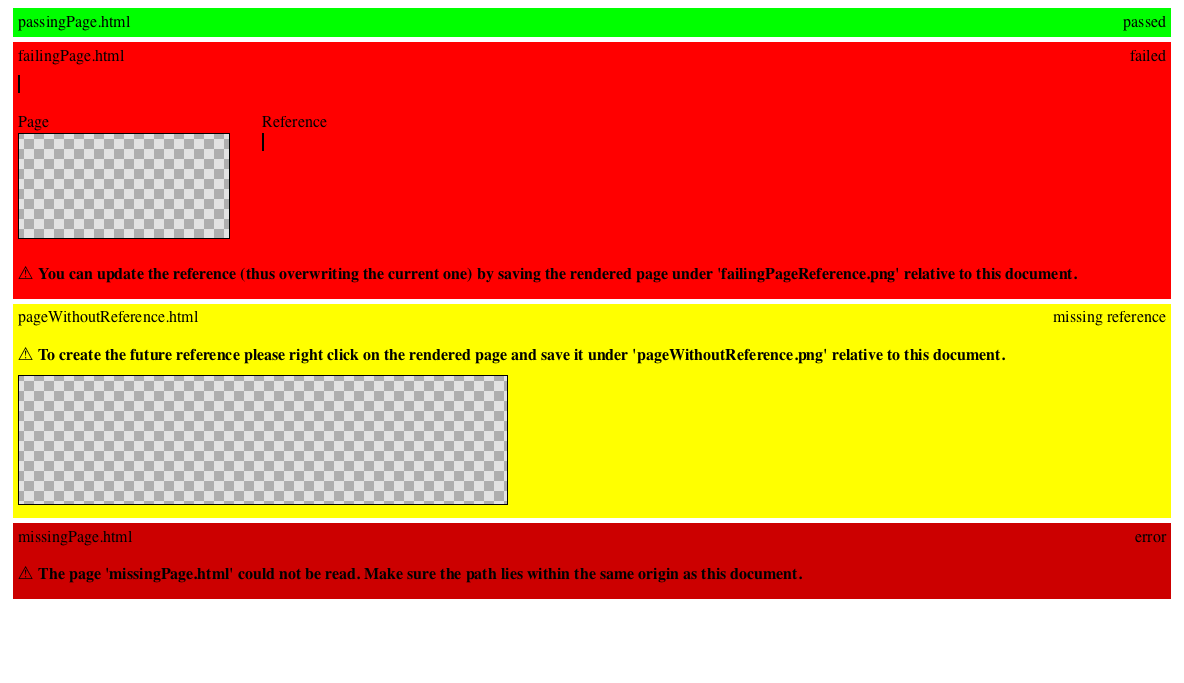 passingPage.html passed
failingPage.html failed
Page Reference
⚠ You can update the reference (thus overwriting the current one) by saving the rendered page under 'failingPageReference.png' relative to this document.
pageWithoutReference.html missing reference
⚠ To create the future reference please right click on the rendered page and save it under 'pageWithoutReference.png' relative to this document.
missingPage.html error
⚠ The page 'missingPage.html' could not be read. Make sure the path lies within the same origin as this document.